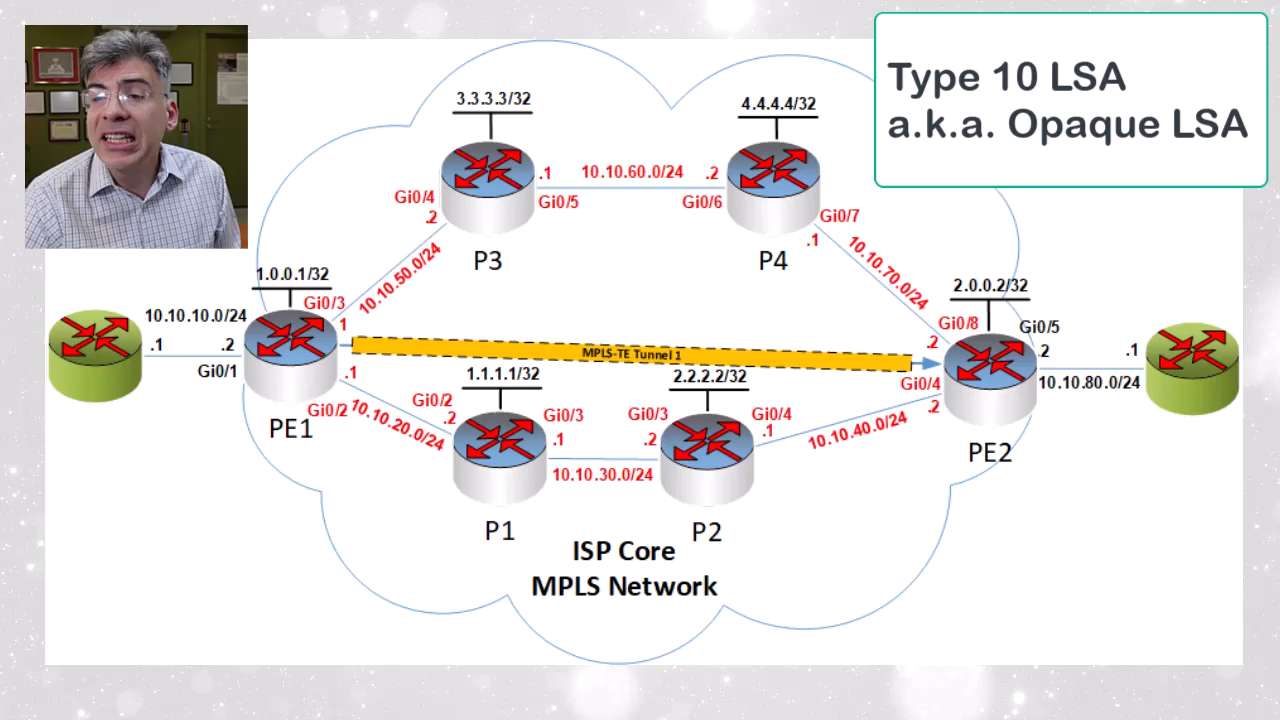 Type 10 LSA
a.k.a. Opaque LSA
3.3.3.3/32
4.4.4.4/32
.1
10.10.60.0/24
.2
Gi0/4
Gi0/5
Gi0/6
Gi0/7
.2
.1
P3
P4
10.10.50.0/24
10.10.70.0/24
1.0.0.1/32
2.0.0.2/32
Gi0/3
10.10.10.0/24
.1
.2
1
Gi0/8
Gi0/5
.2
.2
.1
MPLS-TE Tunnel 1
Gi0/1
.1
1.1.1.1/32
2.2.2.2/32
Gi0/4
10.10.80.0/24
Gi0/2
10.10.20.0/24
Gi0/2
.2
Gi0/3
Gi0/3
Gi0/4
.2
PE1
.1
.2
.1
10.10.40.0/24
PE2
10.10.30.0/24
P1
P2
ISP Core
MPLS Network